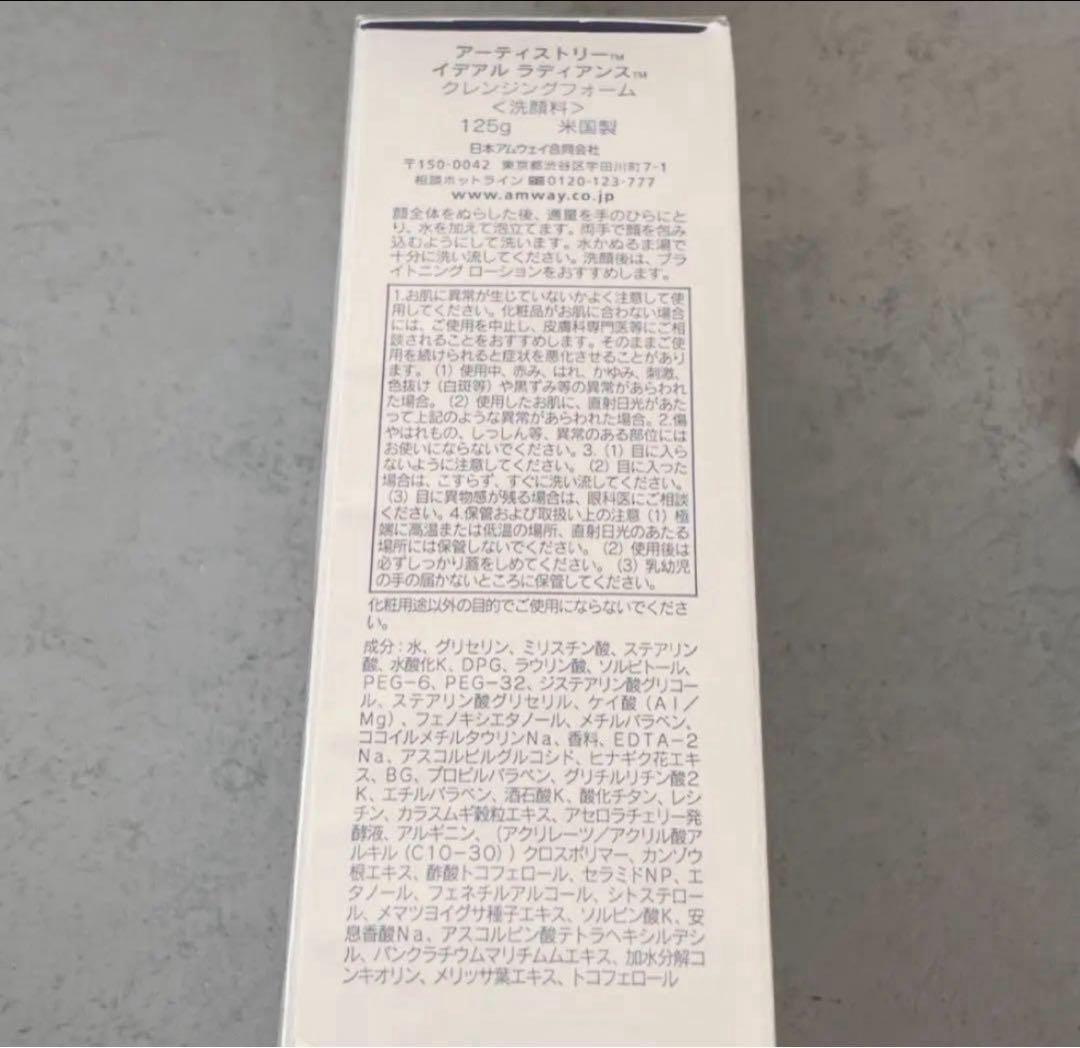 アーティストリー™
イデアル ラディアンス™
クレンジングフォーム
＜洗顔料＞
125g　米国製
日本アムウェイ合同会社
〒150-0042 東京都渋谷区宇田川町7-1
相談ホットライン 0120-123-777
www.amway.co.jp
顔全体をぬらした後、適量を手のひらにと
り、水を加えて泡立てます。両手で顔を包み
込むようにして洗います。水かぬるま湯で
十分に洗い流してください。洗顔後は、ブラ
イトニング ローションをおすすめします。
1.お肌に異常が生じていないかよく注意して使
用してください。化粧品がお肌に合わない場合
には、ご使用を中止し、皮膚科専門医等にご相
談されることをおすすめします。そのままご使
用を続けられると症状を悪化させることがあり
ます。（1）使用中、赤み、はれ、かゆみ、刺激、
色抜け（白斑等）や黒ずみ等の異常があらわれ
た場合。（2）使用したお肌に、直射日光があた
って上記のような異常があらわれた場合。2.傷
やはれもの、しっしん等、異常のある部位には
お使いにならないでください。3.（1）目に入ら
ないように注意してください。（2）目に入った
場合は、こすらず、すぐに洗い流してください。
（3）目に異物感が残る場合は、眼科医にご相談
ください。4.保管および取扱い上の注意（1）極
端に高温または低温の場所、直射日光のあたる
場所には保管しないでください。（2）使用後は
必ずしっかり蓋をしめてください。（3）乳幼児
の手の届かないところに保管してください。
化粧用途以外の目的でご使用にならないでくださ
い。
成分：水、グリセリン、ミリスチン酸、ステアリン
酸、水酸化K、DPG、ラウリン酸、ソルビトール、
PEG-6、PEG-32、ジステアリン酸グリコー
ル、ステアリン酸グリセリル、ケイ酸（Al／
Mg）、フェノキシエタノール、メチルパラベン、
ココイルメチルタウリンNa、香料、EDTA-2
Na、アスコルビルグルコシド、ヒナギク花エキ
ス、BG、プロピルパラベン、グリチルリチン酸2
K、エチルパラベン、酒石酸K、酸化チタン、レシ
チン、カラスムギ穀粒エキス、アセロラチェリー発
酵液、アルギニン、（アクリレーツ／アクリル酸ア
ルキル（C10-30））クロスポリマー、カンゾウ
根エキス、酢酸トコフェロール、セラミドNP、エ
タノール、フェネチルアルコール、シトステロー
ル、メマツヨイグサ種子エキス、ソルビン酸K、安
息香酸Na、アスコルビン酸テトラヘキシルデシ
ル、パンクラチウムマリチムムエキス、加水分解コ
ンキオリン、メリッサ葉エキス、トコフェロール